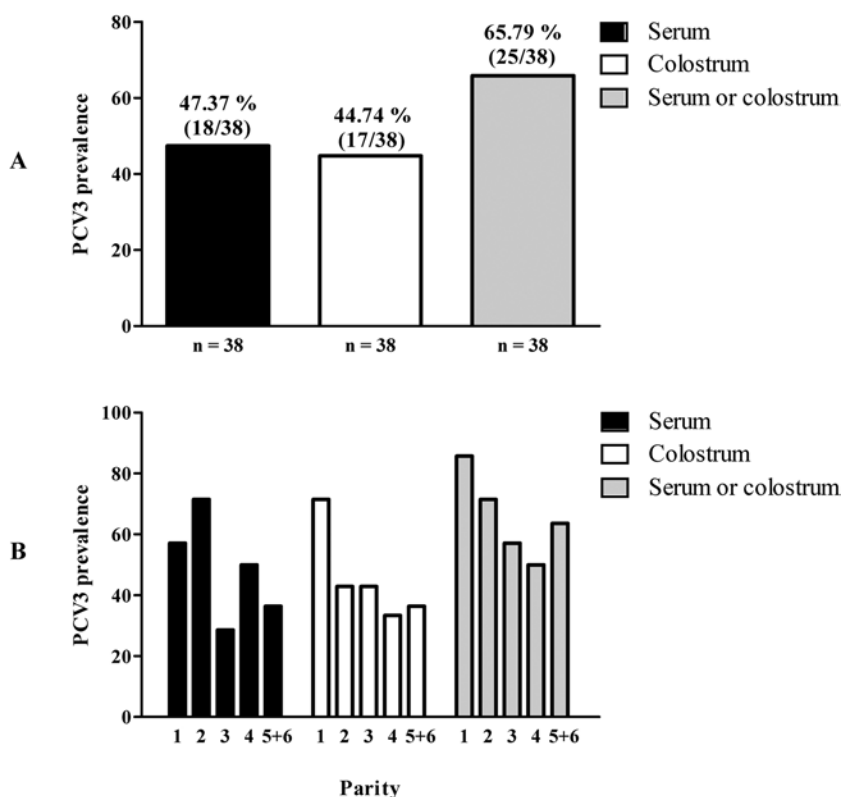 A
PCV3 prevalence
80
60
40
20
0
47.37 %
(18/38)
44.74 %
(17/38)
65.79 %
(25/38)
n = 38
n = 38
n = 38
Serum
Colostrum
Serum or colostrum
B
PCV3 prevalence
100
80
60
40
20
0
1 2 3 4 5+6 1 2 3 4 5+6 1 2 3 4 5+6
Parity
Serum
Colostrum
Serum or colostrum